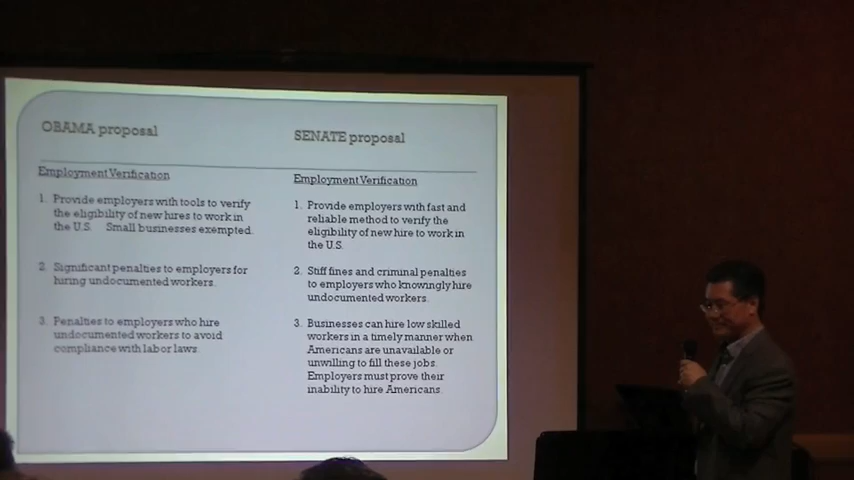 OBAMA proposal
Employment Verification
1. Provide employers with tools to verify
the eligibility of new hires to work in
the U.S. Small businesses exempted.
2. Significant penalties to employers for
hiring undocumented workers.
3. Penalties to employers who hire
undocumented workers to avoid
compliance with labor laws.
SENATE proposal
Employment Verification
1. Provide employers with fast and
reliable method to verify the
eligibility of new hire to work in
the U.S.
2. Stiff fines and criminal penalties
to employers who knowingly hire
undocumented workers.
3. Businesses can hire low skilled
workers in a timely manner when
Americans are unavailable or
unwilling to fill these jobs.
Employers must prove their
inability to hire Americans.